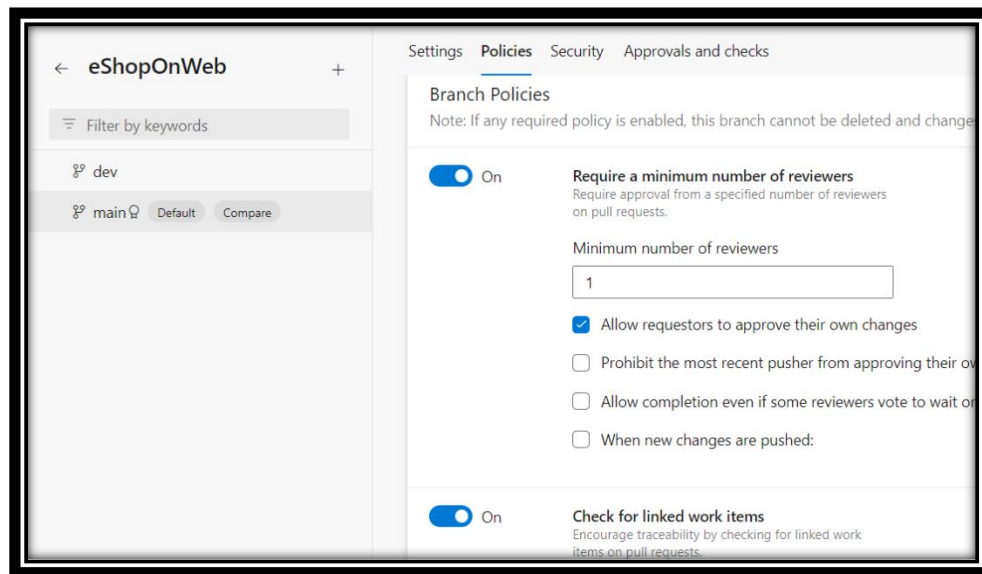 eShopOnWeb
Filter by keywords
dev
main Default Compare
Settings Policies Security Approvals and checks
Branch Policies
Note: If any required policy is enabled, this branch cannot be deleted and change
On
Require a minimum number of reviewers
Require approval from a specified number of reviewers
on pull requests.
Minimum number of reviewers
1
Allow requestors to approve their own changes
Prohibit the most recent pusher from approving their
Allow completion even if some reviewers vote to wait or
When new changes are pushed:
On
Check for linked work items
Encourage traceability by checking for linked work
items on pull requests.